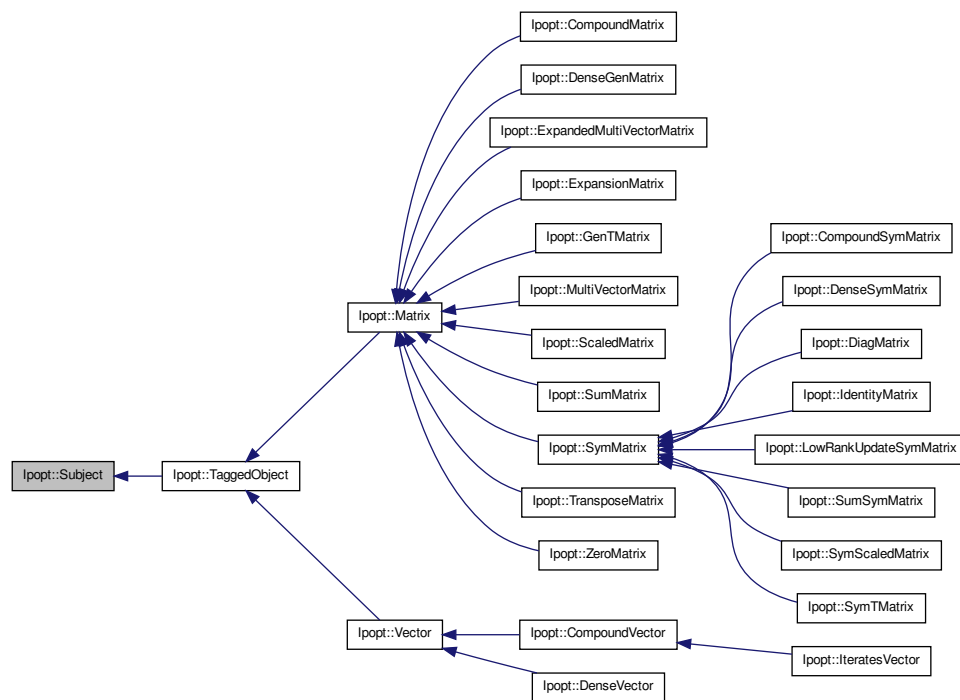 Ipopt::CompoundMatrix
Ipopt::DenseGenMatrix
Ipopt::ExpandedMultiVectorMatrix
Ipopt::ExpansionMatrix
Ipopt::GenTMatrix
Ipopt::CompoundSymMatrix
Ipopt::MultiVectorMatrix
Ipopt::DenseSymMatrix
Ipopt::Matrix
Ipopt::ScaledMatrix
Ipopt::DiagMatrix
Ipopt::SumMatrix
Ipopt::IdentityMatrix
Ipopt::SymMatrix
Ipopt::LowRankUpdateSymMatrix
Ipopt::Subject
Ipopt::TaggedObject
Ipopt::TransposeMatrix
Ipopt::SumSymMatrix
Ipopt::ZeroMatrix
Ipopt::SymScaledMatrix
Ipopt::SymTMatrix
Ipopt::Vector
Ipopt::CompoundVector
Ipopt::IteratesVector
Ipopt::DenseVector